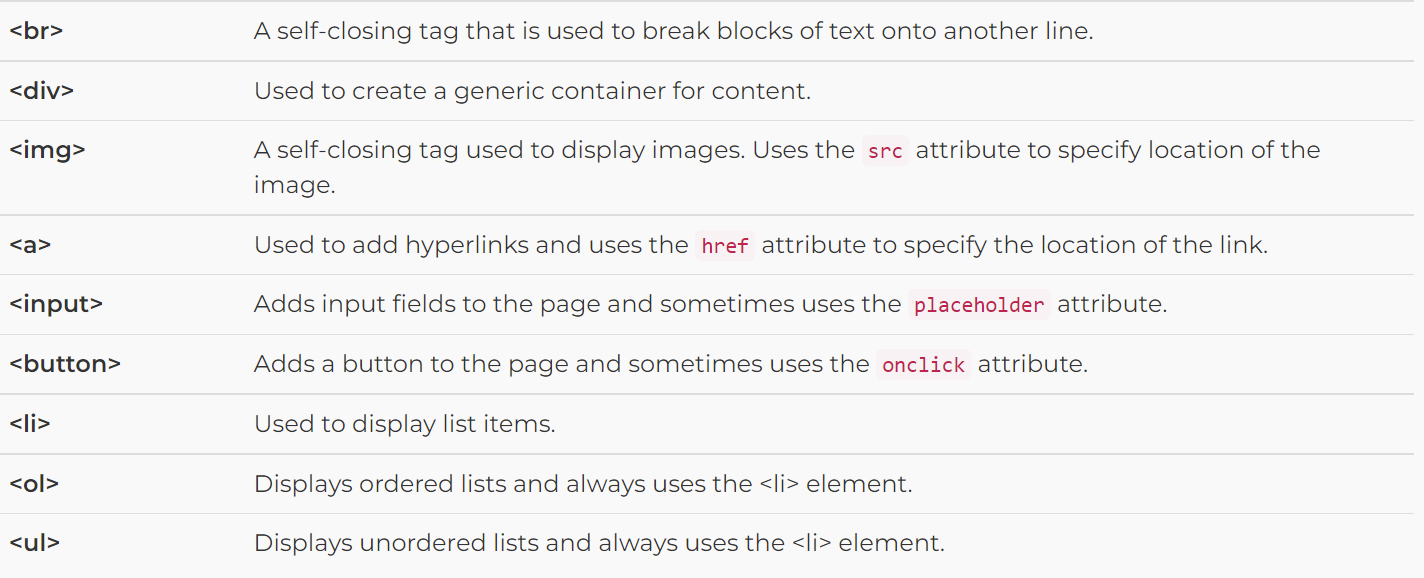 <br> A self-closing tag that is used to break blocks of text onto another line.
<div> Used to create a generic container for content.
<img> A self-closing tag used to display images. Uses the src attribute to specify location of the
image.
<a> Used to add hyperlinks and uses the href attribute to specify the location of the link.
<input> Adds input fields to the page and sometimes uses the placeholder attribute.
<button> Adds a button to the page and sometimes uses the onclick attribute.
<li> Used to display list items.
<ol> Displays ordered lists and always uses the <li> element.
<ul> Displays unordered lists and always uses the <li> element.